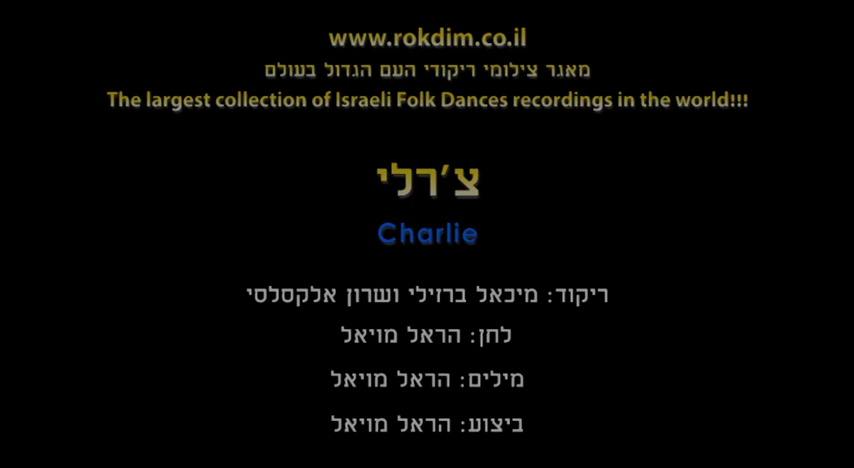 www.rokdim.co.il
מאגר צילומי ריקודי העם הגדול בעולם
The largest collection of Israeli Folk Dances recordings in the world!!!
צ'רלי
Charlie
ריקוד: מיכאל ברזילי ושרון אלקסלסי
לחן: הראל מויאל
מילים: הראל מויאל
ביצוע: הראל מויאל